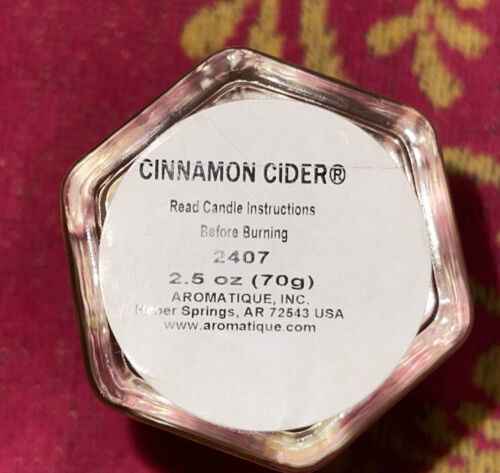 CINNAMON CiDER®
Read Candle Instructions
Before Burning
2407
2.5 oz (70g)
AROMATIQUE, INC.
Heber Springs, AR 72543 USA
www.aromatique.com